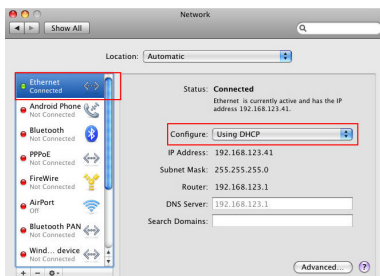 Network
Show All
Location: Automatic
Ethernet
Connected
Android Phone
Not Connected
Bluetooth
Not Connected
PPPoE
Not Connected
FireWire
Not Connected
AirPort
Off
Bluetooth PAN
Not Connected
Wind... device
Not Connected
Status: Connected
Ethernet is currently active and has the IP
address 192.168.123.41.
Configure: Using DHCP
IP Address: 192.168.123.41
Subnet Mask: 255.255.255.0
Router: 192.168.123.1
DNS Server: 192.168.123.1
Search Domains:
Advanced... ?